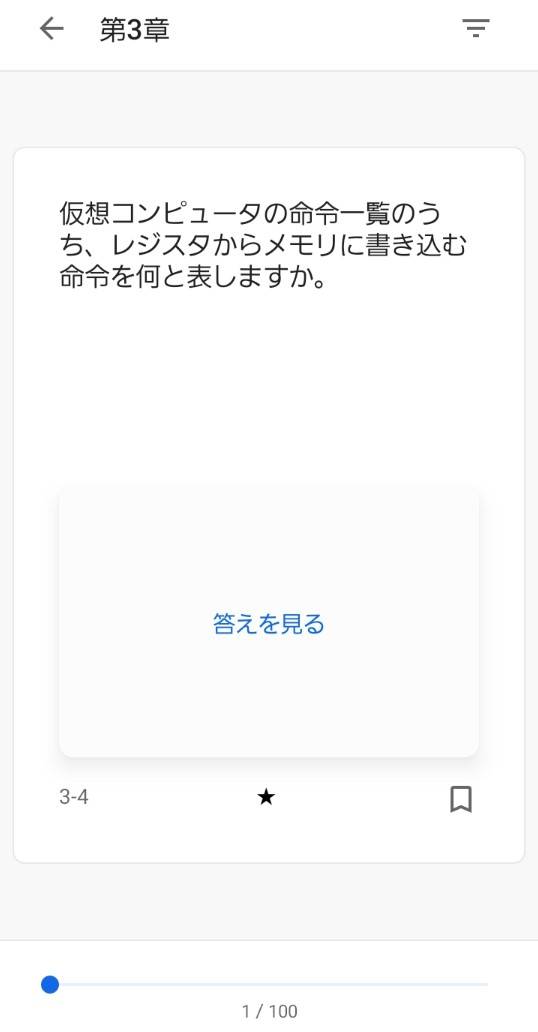 第3章
仮想コンピュータの命令一覧のう
ち、レジスタからメモリに書き込む
命令を何と表しますか。
答えを見る
3-4
1 / 100